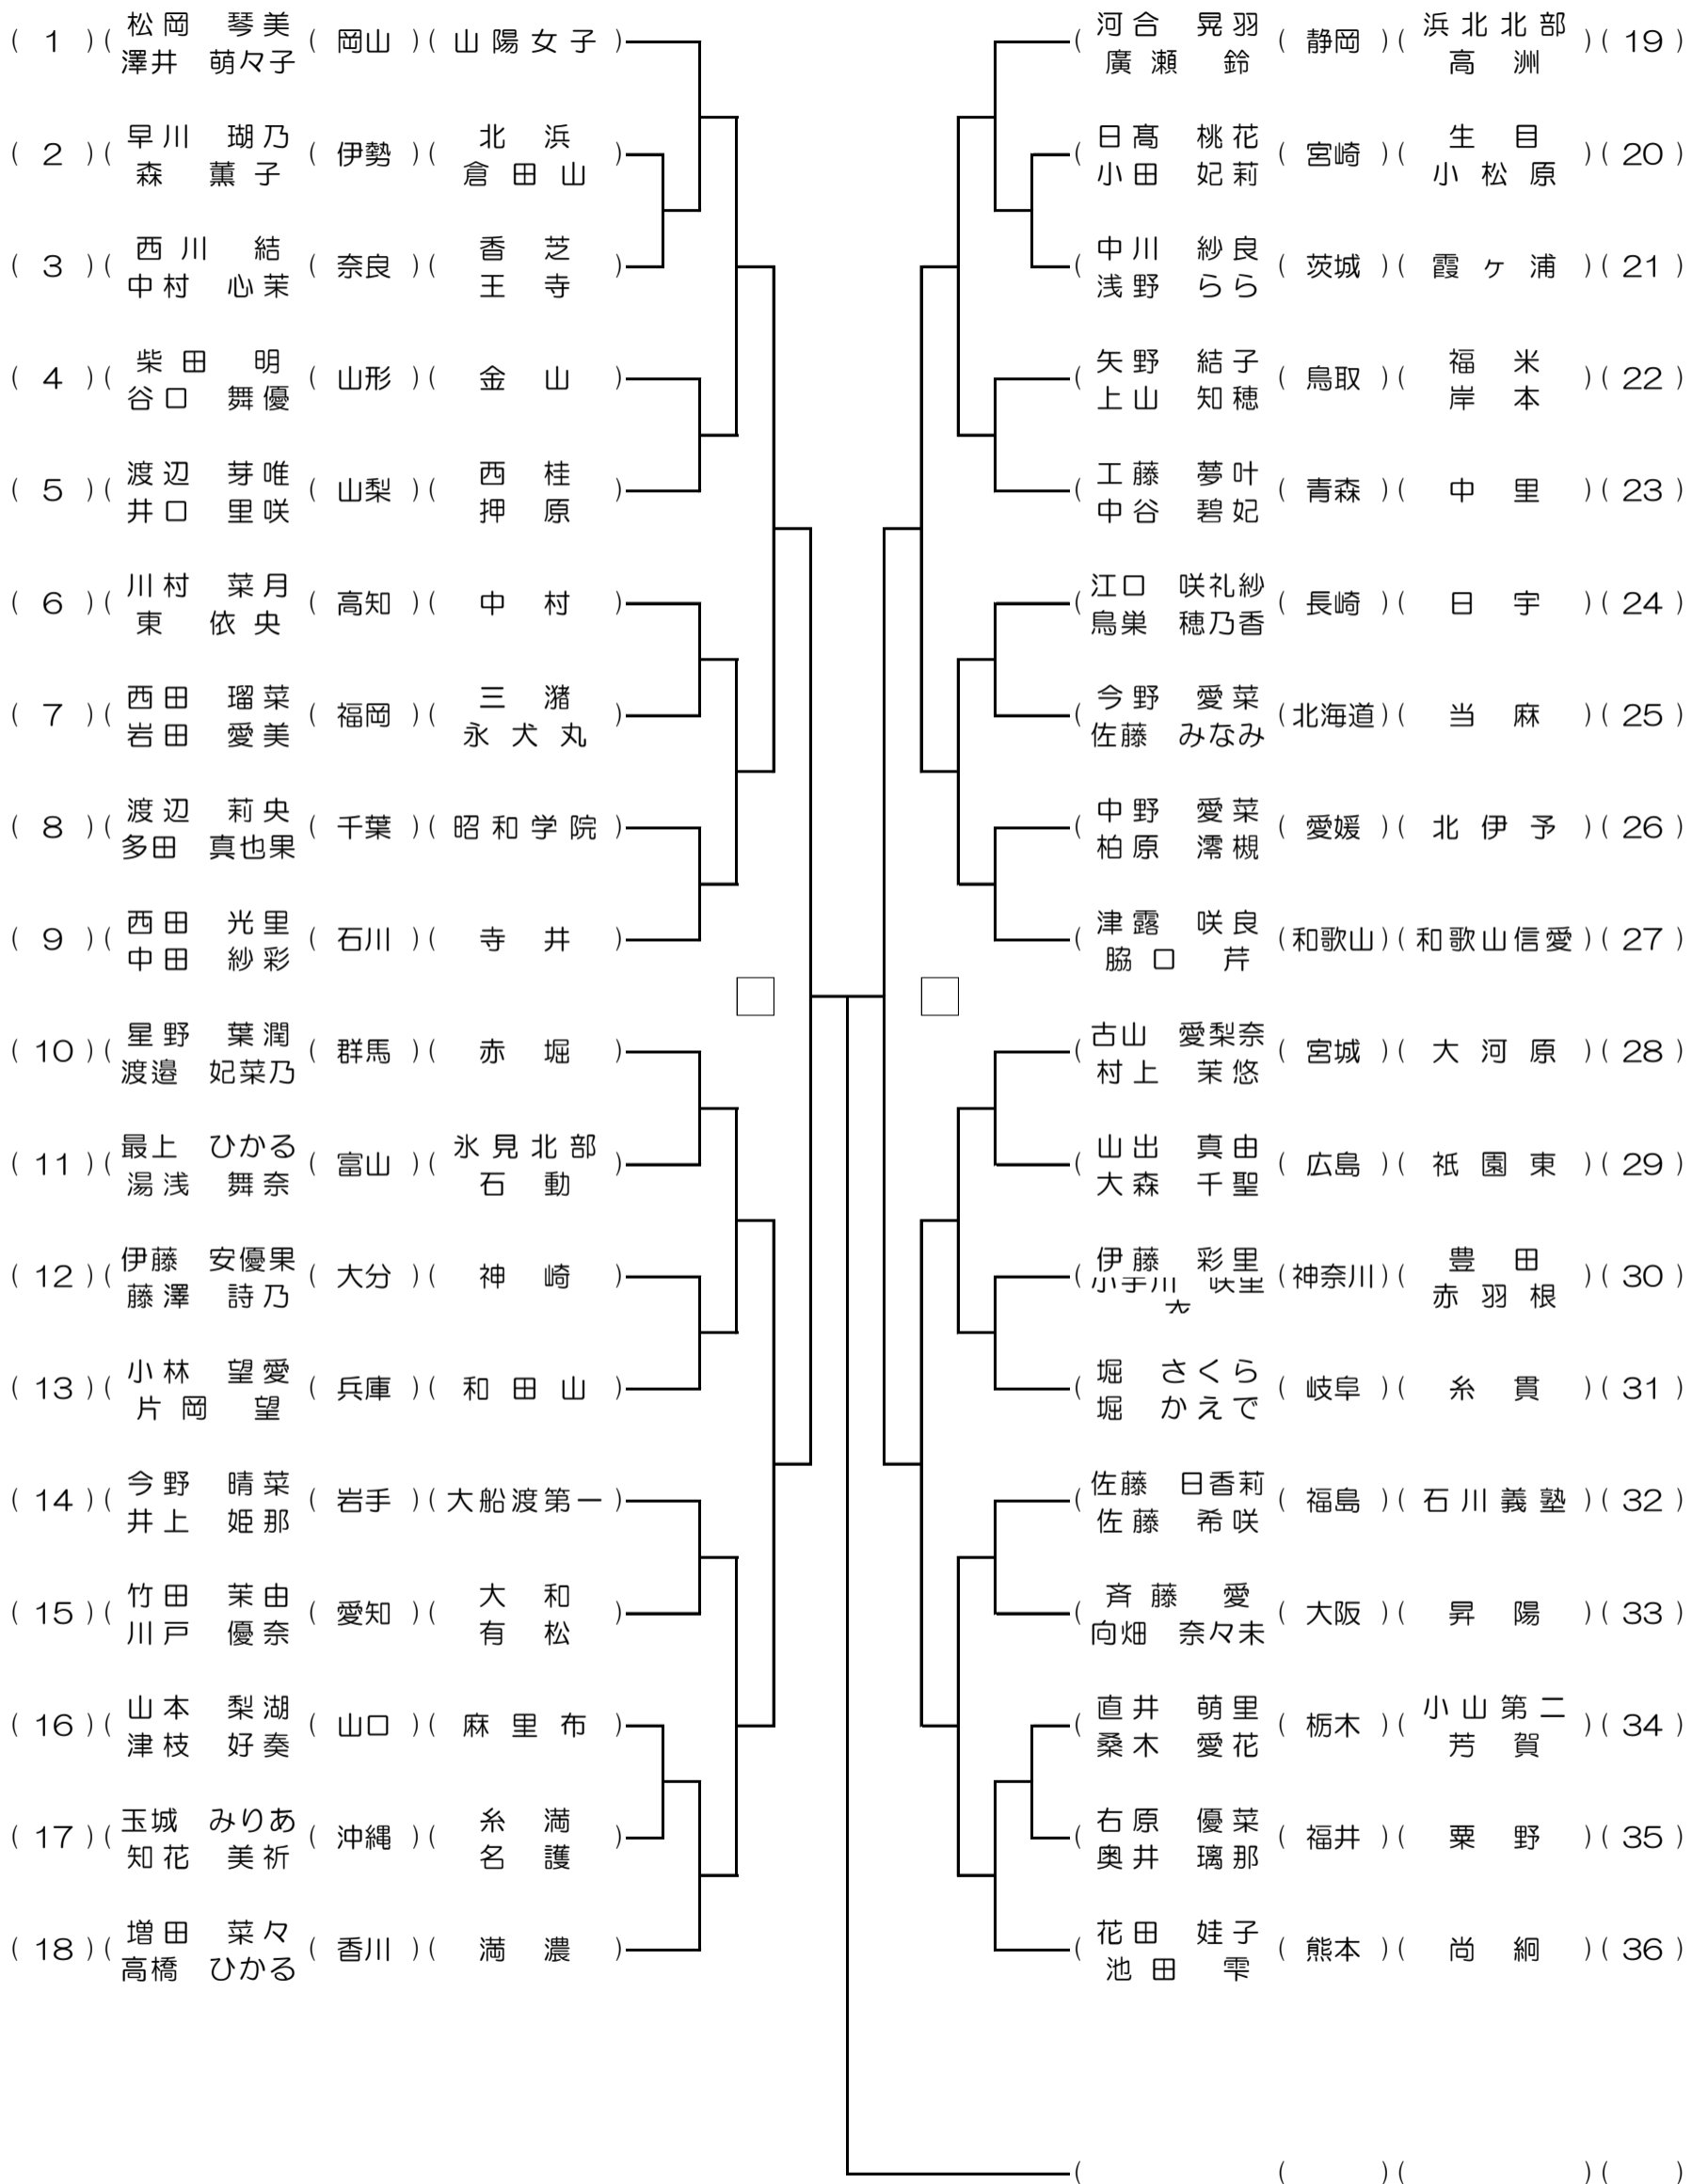 ( 1 ) ( 松岡 琴美 澤井 萌々子 ( 岡山 ) ( 山陽女子 )
( 2 ) ( 早川 瑚乃 森 薫子 ( 伊勢 ) ( 北浜 倉田山 )
( 3 ) ( 西川 結 中村 心茉 ( 奈良 ) ( 香芝 王寺 )
( 4 ) ( 柴田 明 谷口 舞優 ( 山形 ) ( 金山 )
( 5 ) ( 渡辺 芽唯 井口 里咲 ( 山梨 ) ( 西桂 押原 )
( 6 ) ( 川村 菜月 東 依央 ( 高知 ) ( 中村 )
( 7 ) ( 西田 瑠菜 岩田 愛美 ( 福岡 ) ( 三潴 永犬丸 )
( 8 ) ( 渡辺 莉央 多田 真也果 ( 千葉 ) ( 昭和学院 )
( 9 ) ( 西田 光里 中田 紗彩 ( 石川 ) ( 寺井 )
( 10 ) ( 星野 葉潤 渡邉 妃菜乃 ( 群馬 ) ( 赤堀 )
( 11 ) ( 最上 ひかる 湯浅 舞奈 ( 富山 ) ( 氷見北部 石動 )
( 12 ) ( 伊藤 安優果 藤澤 詩乃 ( 大分 ) ( 神崎 )
( 13 ) ( 小林 望愛 片岡 望 ( 兵庫 ) ( 和田山 )
( 14 ) ( 今野 晴菜 井上 姫那 ( 岩手 ) ( 大船渡第一 )
( 15 ) ( 竹田 茉由 川戸 優奈 ( 愛知 ) ( 大和 有松 )
( 16 ) ( 山本 梨湖 津枝 好奏 ( 山口 ) ( 麻里布 )
( 17 ) ( 玉城 みりあ 知花 美祈 ( 沖縄 ) ( 糸満 名護 )
( 18 ) ( 増田 菜々 高橋 ひかる ( 香川 ) ( 満濃 )
( 河合 晃羽 廣瀬 鈴 ( 静岡 ) ( 浜北北部 高洲 ) ( 19 )
( 日髙 桃花 小田 妃莉 ( 宮崎 ) ( 生目 小松原 ) ( 20 )
( 中川 紗良 浅野 らら ( 茨城 ) ( 霞ヶ浦 ) ( 21 )
( 矢野 結子 上山 知穂 ( 鳥取 ) ( 福米 岸本 ) ( 22 )
( 工藤 夢叶 中谷 碧妃 ( 青森 ) ( 中里 ) ( 23 )
( 江口 咲礼紗 鳥巣 穂乃香 ( 長崎 ) ( 日宇 ) ( 24 )
( 今野 愛菜 佐藤 みなみ ( 北海道 ) ( 当麻 ) ( 25 )
( 中野 愛菜 柏原 澪槻 ( 愛媛 ) ( 北伊予 ) ( 26 )
( 津露 咲良 脇口 芹 ( 和歌山 ) ( 和歌山信愛 ) ( 27 )
( 古山 愛梨奈 村上 茉悠 ( 宮城 ) ( 大河原 ) ( 28 )
( 山出 真由 大森 千聖 ( 広島 ) ( 祇園東 ) ( 29 )
( 伊藤 彩里 ( 神奈川 ) ( 豊田 赤羽根 ) ( 30 )
( 堀 さくら 堀 かえで ( 岐阜 ) ( 糸貫 ) ( 31 )
( 佐藤 日香莉 佐藤 希咲 ( 福島 ) ( 石川義塾 ) ( 32 )
( 斉藤 愛 向畑 奈々未 ( 大阪 ) ( 昇陽 ) ( 33 )
( 直井 萌里 桑木 愛花 ( 栃木 ) ( 小山第二 芳賀 ) ( 34 )
( 右原 優菜 奥井 璃那 ( 福井 ) ( 粟野 ) ( 35 )
( 花田 娃子 池田 雫 ( 熊本 ) ( 尚絅 ) ( 36 )
( ( ) ( ) ( )